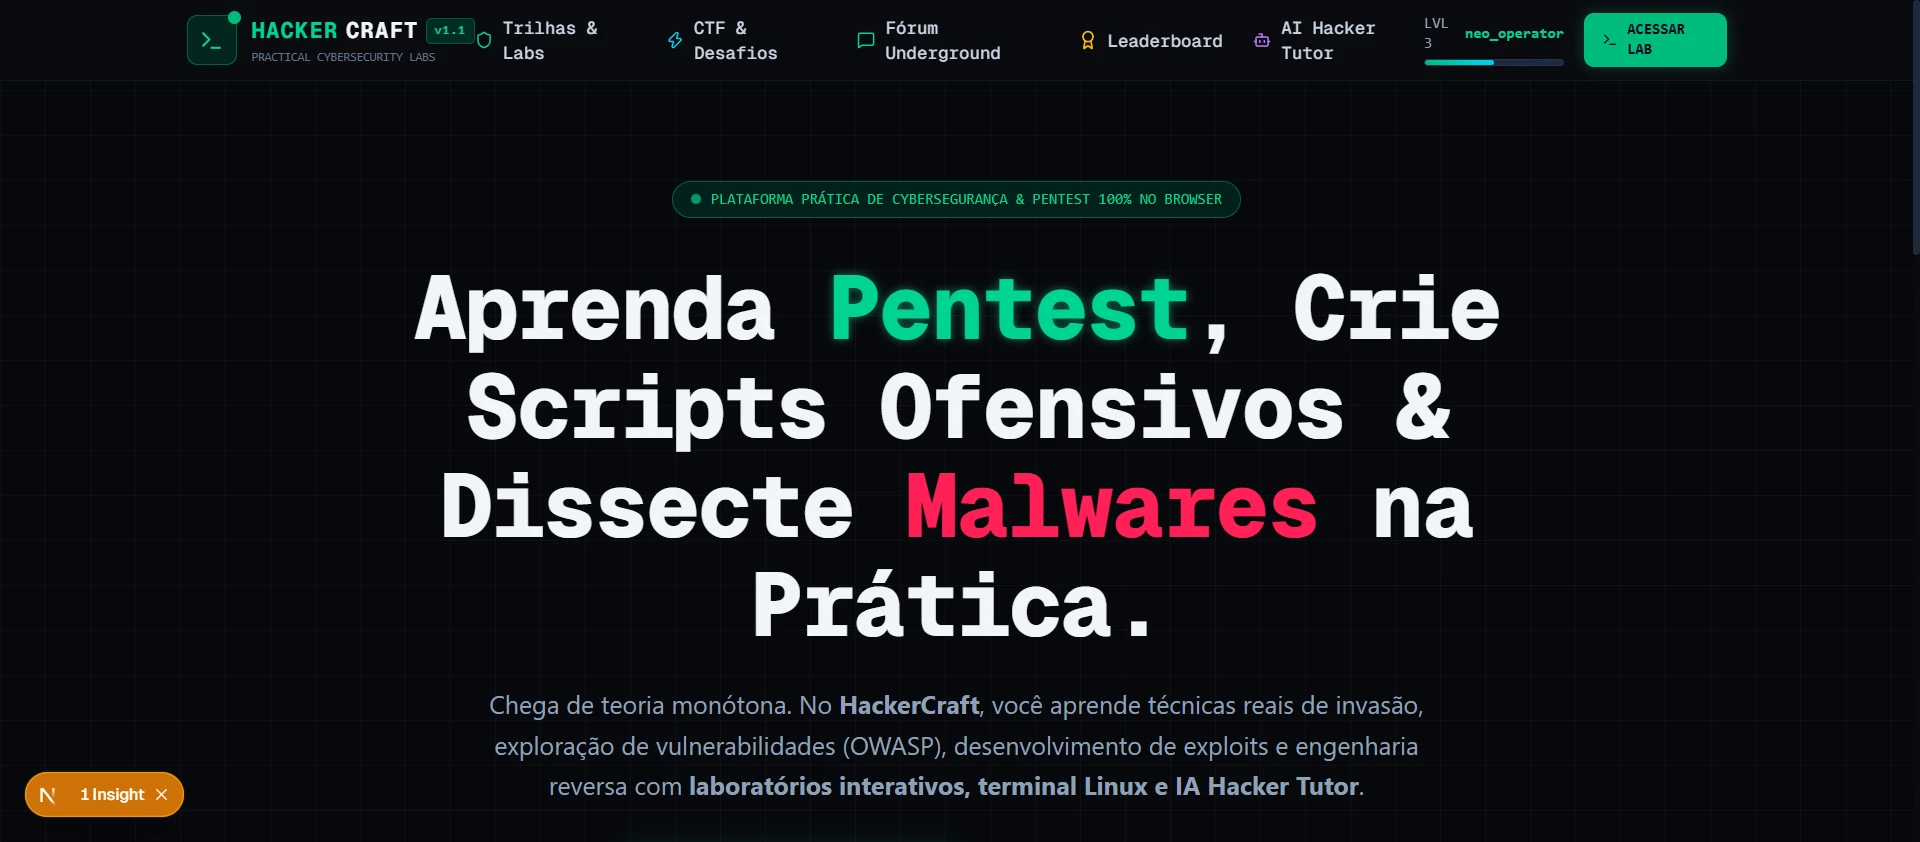 HACKER CRAFT v1.1
PRACTICAL CYBERSECURITY LABS
Trilhas &
Labs
CTF &
Desafios
Fórum
Underground
Leaderboard
AI Hacker
Tutor
LVL
3
neo_operator
ACESSAR
LAB
PLATAFORMA PRÁTICA DE CYBERSEGURANÇA & PENTEST 100% NO BROWSER
Aprenda Pentest, Crie
Scripts Ofensivos &
Dissecte Malwares na
Prática.
Chega de teoria monótona. No HackerCraft, você aprende técnicas reais de invasão,
exploração de vulnerabilidades (OWASP), desenvolvimento de exploits e engenharia
reversa com laboratórios interativos, terminal Linux e IA Hacker Tutor.
1 Insight